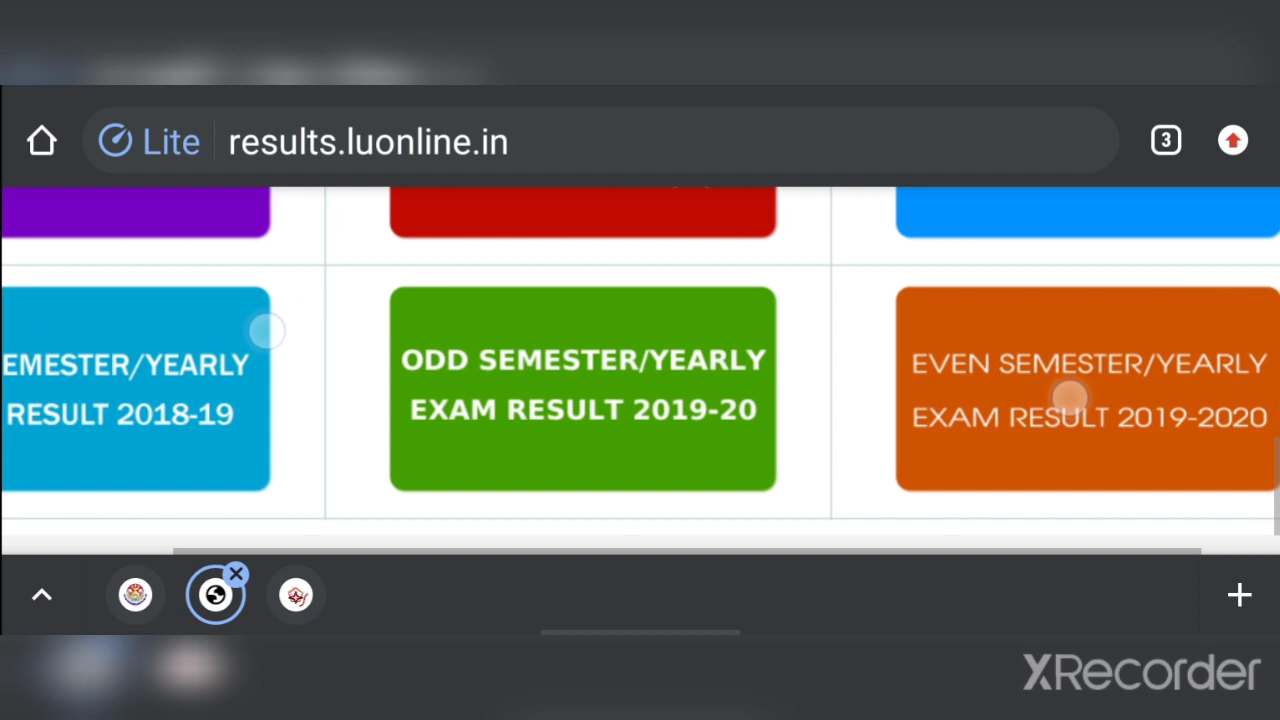 Lite results.luonline.in 3
EMESTER/YEARLY
RESULT 2018-19
ODD SEMESTER/YEARLY
EXAM RESULT 2019-20
EVEN SEMESTER/YEARLY
EXAM RESULT 2019-2020
XRecorder